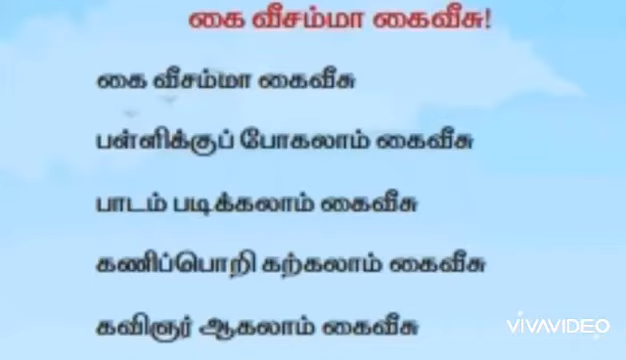 கை வீசம்மா கைவீசு!
கை வீசம்மா கைவீசு
பள்ளிக்குப் போகலாம் கைவீசு
பாடம் படிக்கலாம் கைவீசு
கணிப்பொறி கற்கலாம் கைவீசு
கவிஞர் ஆகலாம் கைவீசு
VIVAVIDEO